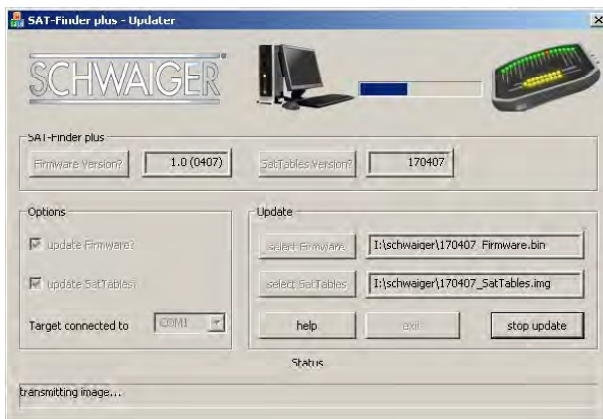 SAT-Finder plus - Updater
SCHWAIGER
SAT-Finder plus
Firmware Version?
1.0 (0407)
SatTables Version?
170407
Options
update Firmware?
update SatTables?
Target connected to
COM1
Update
select Firmware
I:\schwaiger\170407_Firmware.bin
select SatTables
I:\schwaiger\170407_SatTables.img
help
exit
stop update
Status
transmitting image...